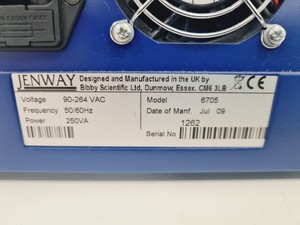 JENWAY
Designed and Manufactured in the UK by
Bibby Scientific Ltd, Dunmow, Essex. CM6 3LB
Voltage 90-264 VAC Model 6705
Frequency 50/60Hz Date of Manf. Jul 09
Power 250VA 1262
Serial No